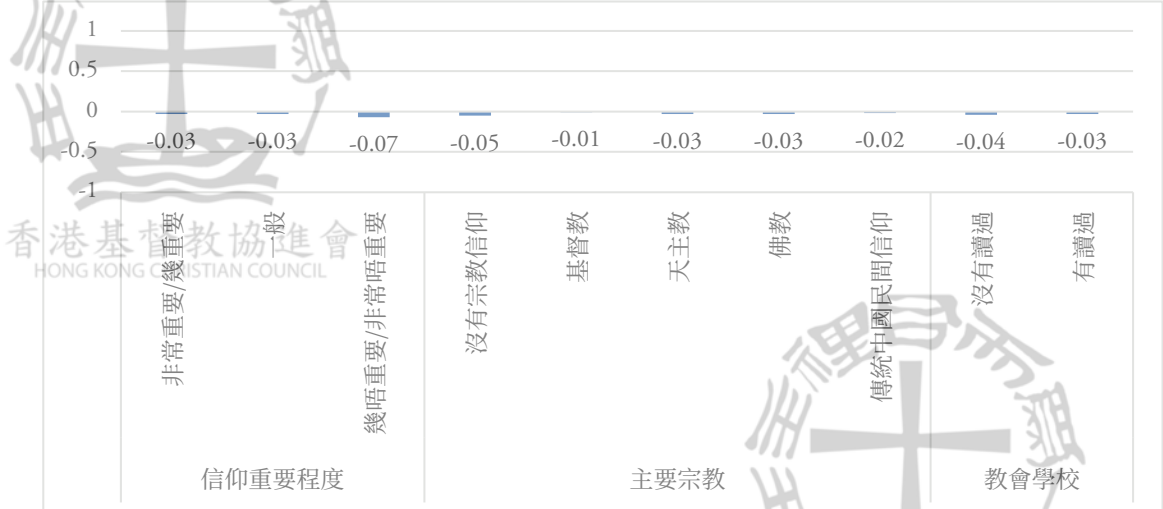 1
0.5
0
-0.5
-1
-0.03
-0.03
-0.07
-0.05
-0.01
-0.03
-0.03
-0.02
-0.04
-0.03
非常重要/幾重要
一般
幾唔重要/非常唔重要
沒有宗教信仰
基督教
天主教
佛教
傳統中國民間信仰
沒有讀過
有讀過
信仰重要程度
主要宗教
教會學校
香港基督教協進會
HONG KONG CHRISTIAN COUNCIL